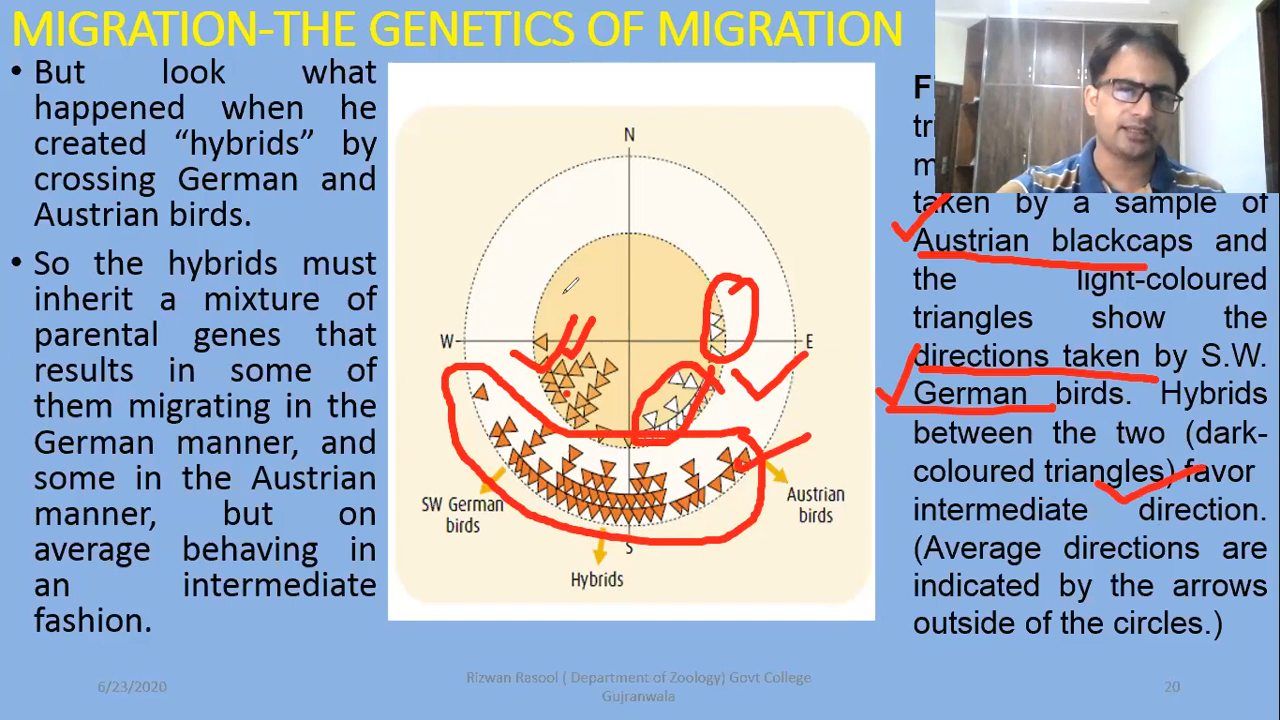 MIGRATION-THE GENETICS OF MIGRATION
• But look what
happened when he
created “hybrids” by
crossing German and
Austrian birds.
• So the hybrids must
inherit a mixture of
parental genes that
results in some of
them migrating in the
German manner, and
some in the Austrian
manner, but on
average behaving in
an intermediate
fashion.
N
W
E
S
SW German
birds
Hybrids
Austrian
birds
taken by a sample of
Austrian blackcaps and
the light-coloured
triangles show the
directions taken by S.W.
German birds. Hybrids
between the two (dark-
coloured triangles) favor
intermediate direction.
(Average directions are
indicated by the arrows
outside of the circles.)
6/23/2020
Rizwan Rasool ( Department of Zoology) Govt College
Gujranwala
20